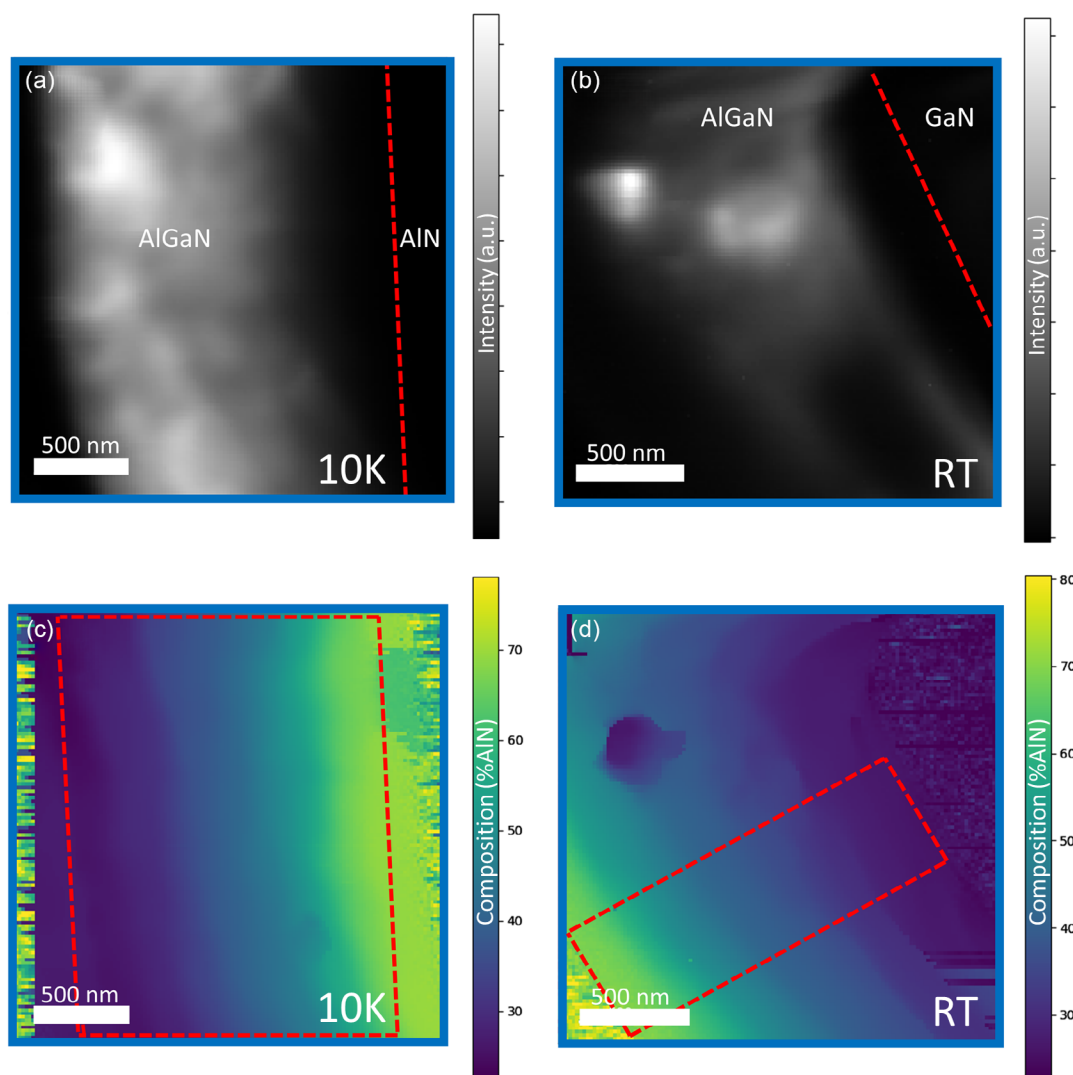 (a)
AlGaN
AlN
500 nm
10K
Intensity (a.u.)
(b)
AlGaN
GaN
500 nm
RT
Intensity (a.u.)
(c)
500 nm
10K
70
60
50
40
30
Composition (%AlN)
(d)
500 nm
RT
80
70
60
50
40
30
Composition (%AlN)